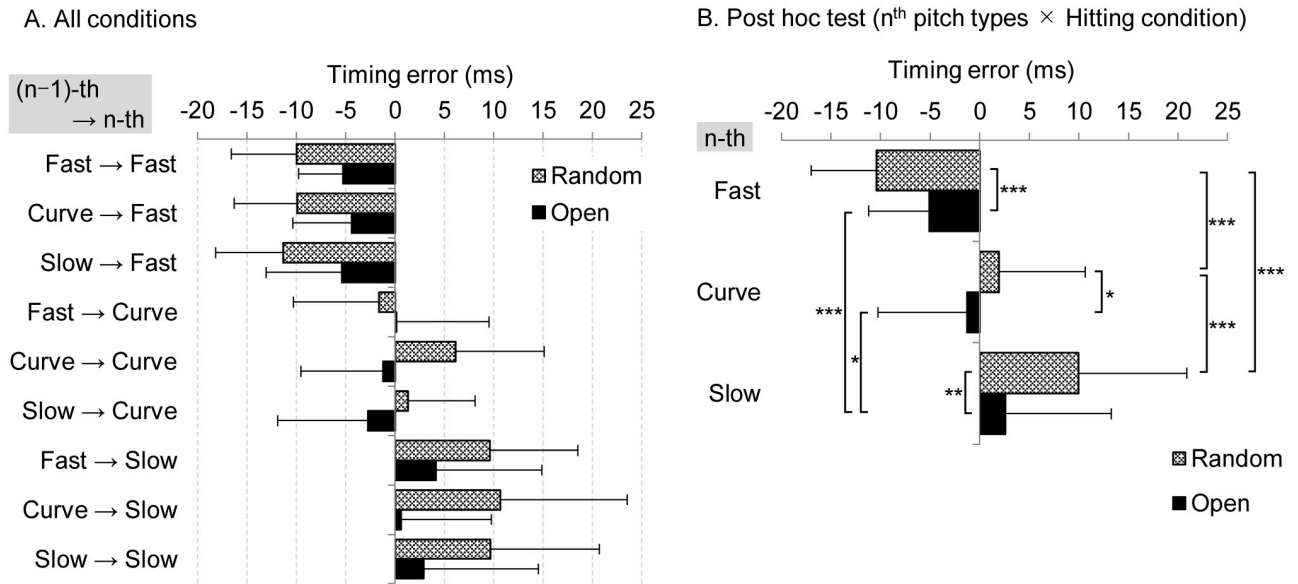 A. All conditions
Timing error (ms)
(n−1)-th
→ n-th
-20 -15 -10 -5 0 5 10 15 20 25
Fast → Fast
Curve → Fast
Slow → Fast
Fast → Curve
Curve → Curve
Slow → Curve
Fast → Slow
Curve → Slow
Slow → Slow
Random
Open
B. Post hoc test (nth pitch types × Hitting condition)
Timing error (ms)
-20 -15 -10 -5 0 5 10 15 20 25
n-th
Fast
Curve
Slow
***
***
***
*
***
***
*
**
Random
Open